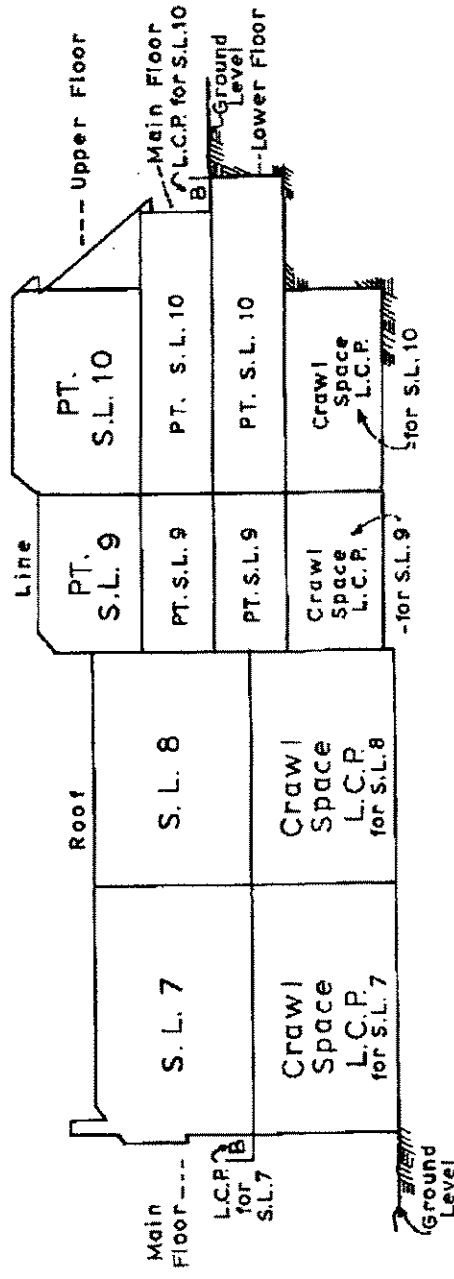 Main
Floor---
Roof
Line
---Upper Floor
Main Floor
L.C.P. for S.L.10
Ground
Level
---Lower Floor
S. L. 7
S. L. 8
PT.
S.L. 9
PT.
S.L. 10
PT. S.L. 9
PT. S.L. 10
B
PT. S.L. 9
PT. S.L. 10
L.C.P.
for
S.L.7
B
Crawl
Space
L.C.P.
for S.L.7
Crawl
Space
L.C.P.
for S.L.8
Crawl
Space
L.C.P.
for S.L. 9
Crawl
Space
L.C.P.
for S.L. 10
Ground
Level